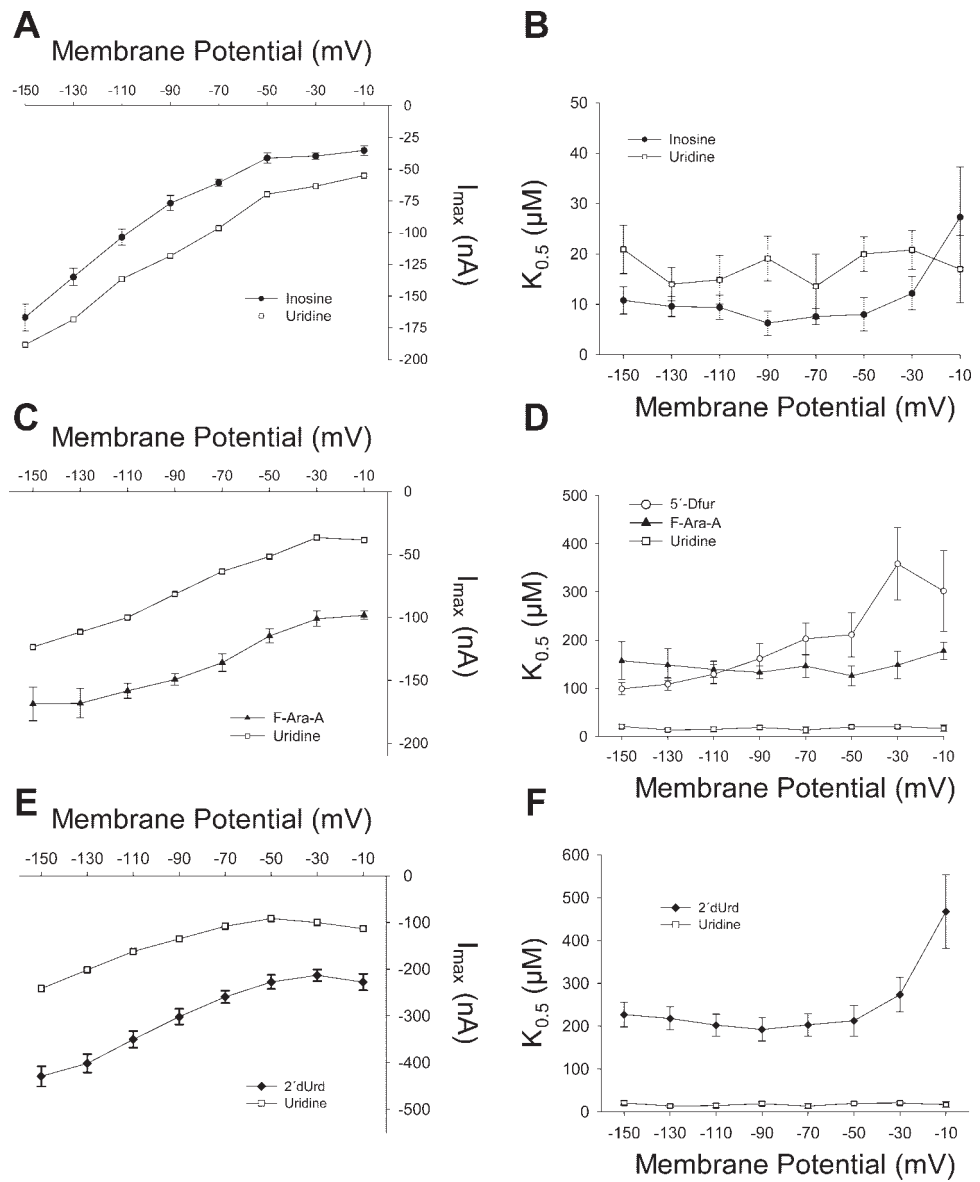 A
Membrane Potential (mV)
-150 -130 -110 -90 -70 -50 -30 -10
0
-25
-50
-75
-100
-125
-150
-175
-200
Imax (nA)
Inosine
Uridine
B
50
40
30
20
10
0
K0.5 (µM)
Inosine
Uridine
-150 -130 -110 -90 -70 -50 -30 -10
Membrane Potential (mV)
C
Membrane Potential (mV)
-150 -130 -110 -90 -70 -50 -30 -10
0
-50
-100
-150
-200
Imax (nA)
F-Ara-A
Uridine
D
500
400
300
200
100
0
K0.5 (µM)
5´-Dfur
F-Ara-A
Uridine
-150 -130 -110 -90 -70 -50 -30 -10
Membrane Potential (mV)
E
Membrane Potential (mV)
-150 -130 -110 -90 -70 -50 -30 -10
0
-100
-200
-300
-400
-500
Imax (nA)
2´dUrd
Uridine
F
600
500
400
300
200
100
0
K0.5 (µM)
2´dUrd
Uridine
-150 -130 -110 -90 -70 -50 -30 -10
Membrane Potential (mV)